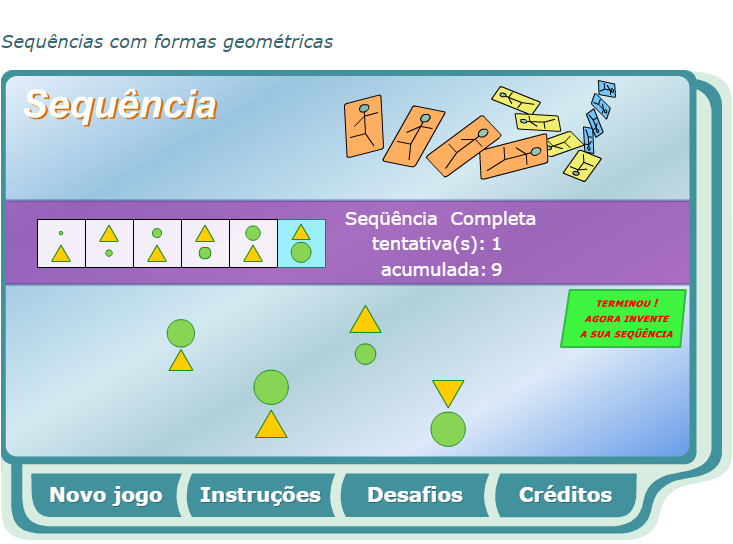 Sequências com formas geométricas
Sequência
Seqüência Completa
tentativa(s): 1
acumulada: 9
TERMINOU !
AGORA INVENTE
A SUA SEQÜÊNCIA
Novo jogo
Instruções
Desafios
Créditos